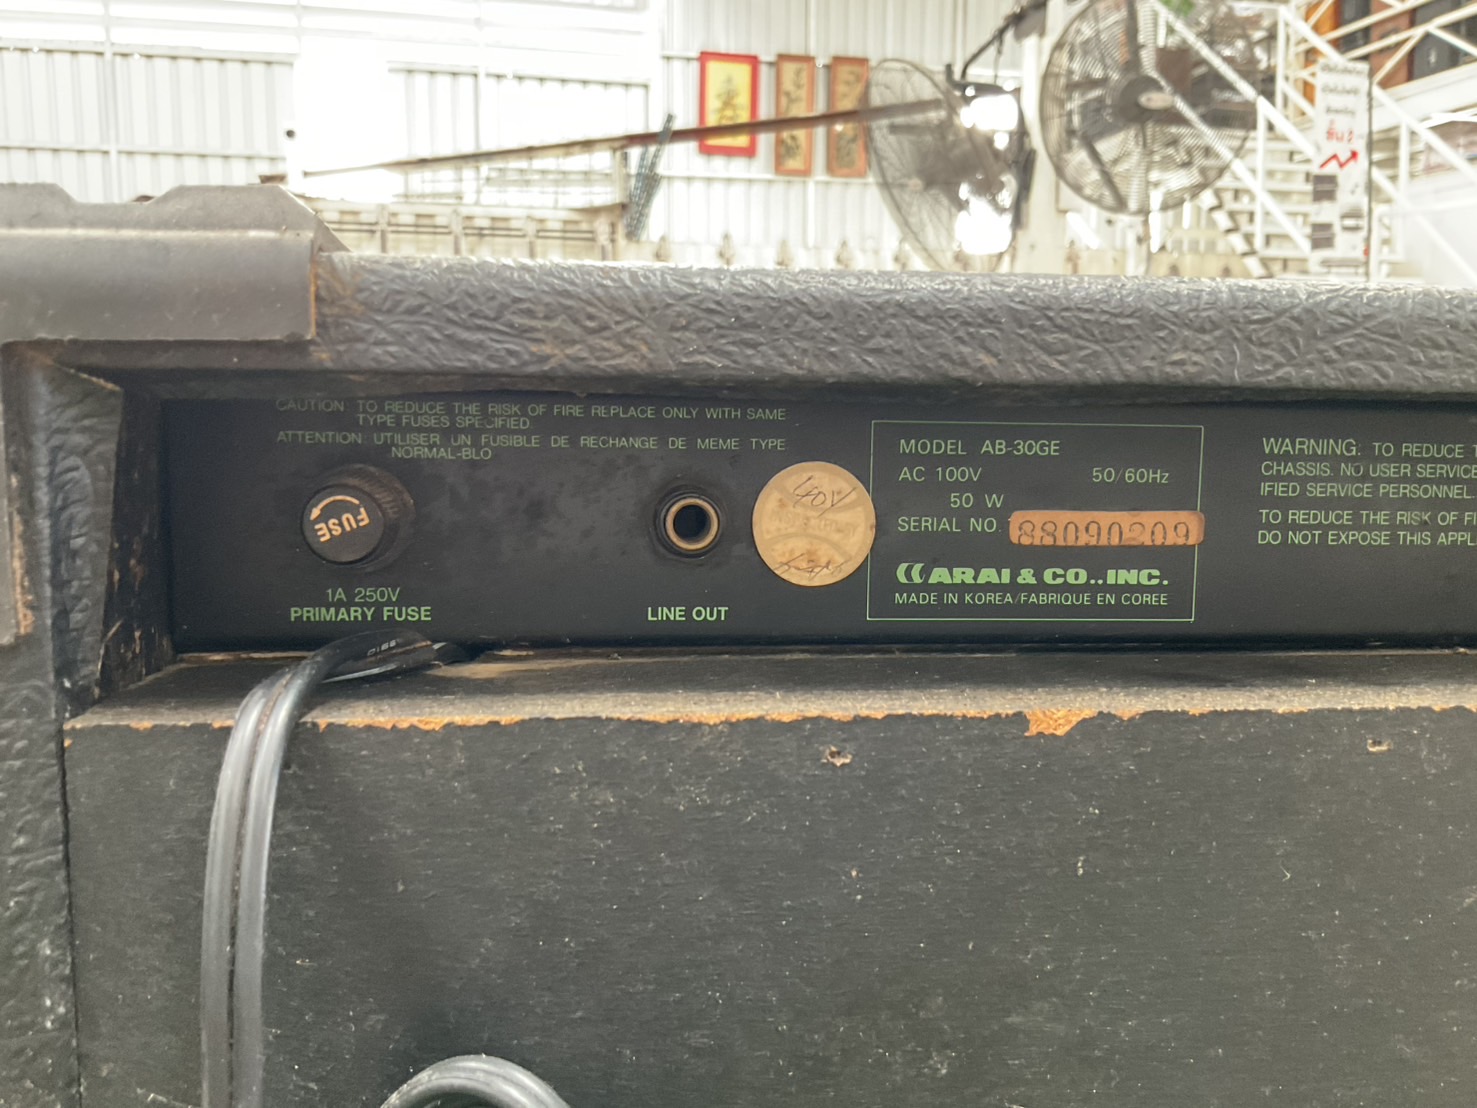 CAUTION: TO REDUCE THE RISK OF FIRE REPLACE ONLY WITH SAME
TYPE FUSES SPECIFIED.
ATTENTION: UTILISER UN FUSIBLE DE RECHANGE DE MEME TYPE
NORMAL-BLO
FUSE
1A 250V
PRIMARY FUSE
LINE OUT
MODEL AB-30GE
AC 100V 50/60Hz
50 W
SERIAL NO. 88090209
ARAI & CO., INC.
MADE IN KOREA/FABRIQUE EN COREE
WARNING: TO REDUCE
CHASSIS. NO USER SERVICE
IFIED SERVICE PERSONNEL
TO REDUCE THE RISK OF
DO NOT EXPOSE THIS